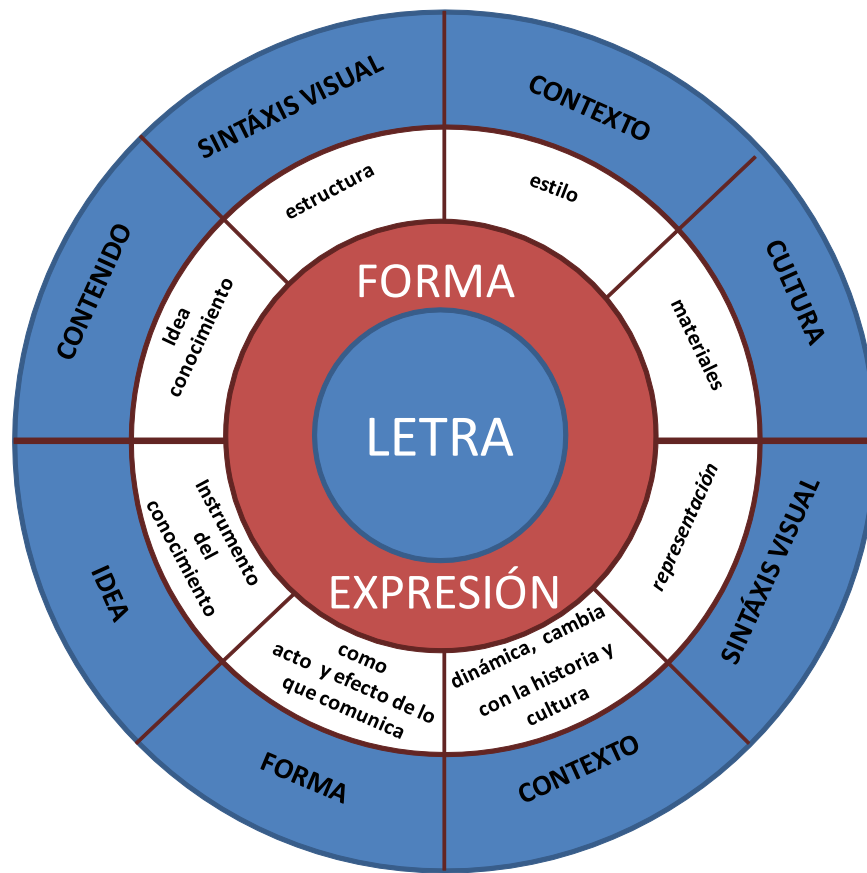 SINTÁXIS VISUAL
CONTEXTO
CULTURA
SINTÁXIS VISUAL
CONTEXTO
FORMA
IDEA
CONTENIDO
estructura
estilo
materiales
representación
dinámica, cambia
con la historia y
cultura
como
acto y efecto de lo
que comunica
Instrumento
del
conocimiento
Idea
conocimiento
FORMA
LETRA
EXPRESIÓN